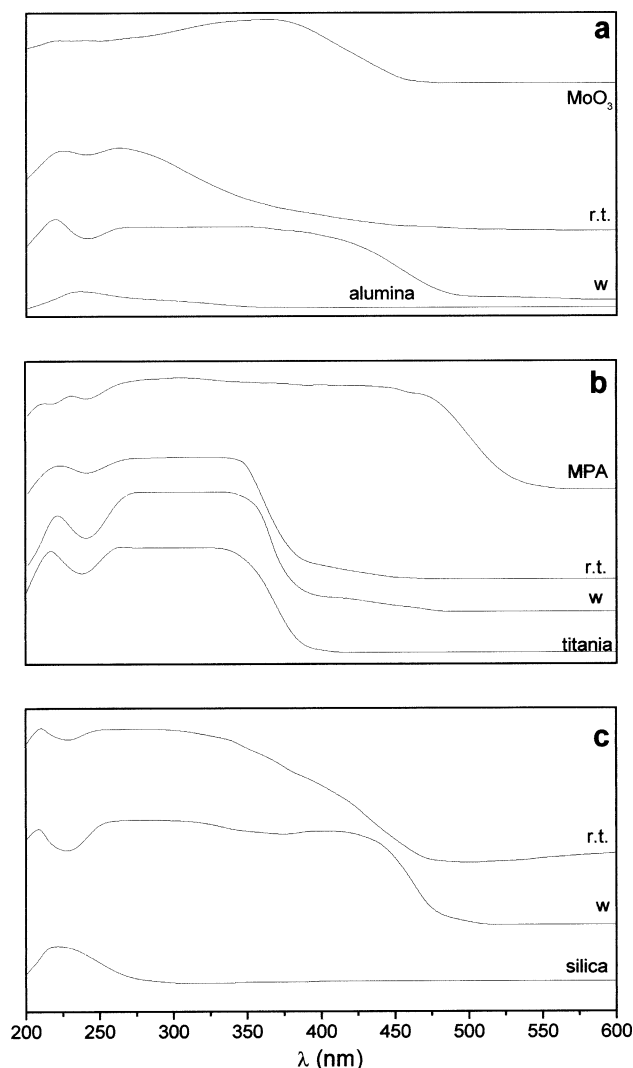 a
MoO₃
r.t.
w
alumina
b
MPA
r.t.
w
titania
c
r.t.
w
silica
200 250 300 350 400 450 500 550 600
λ (nm)